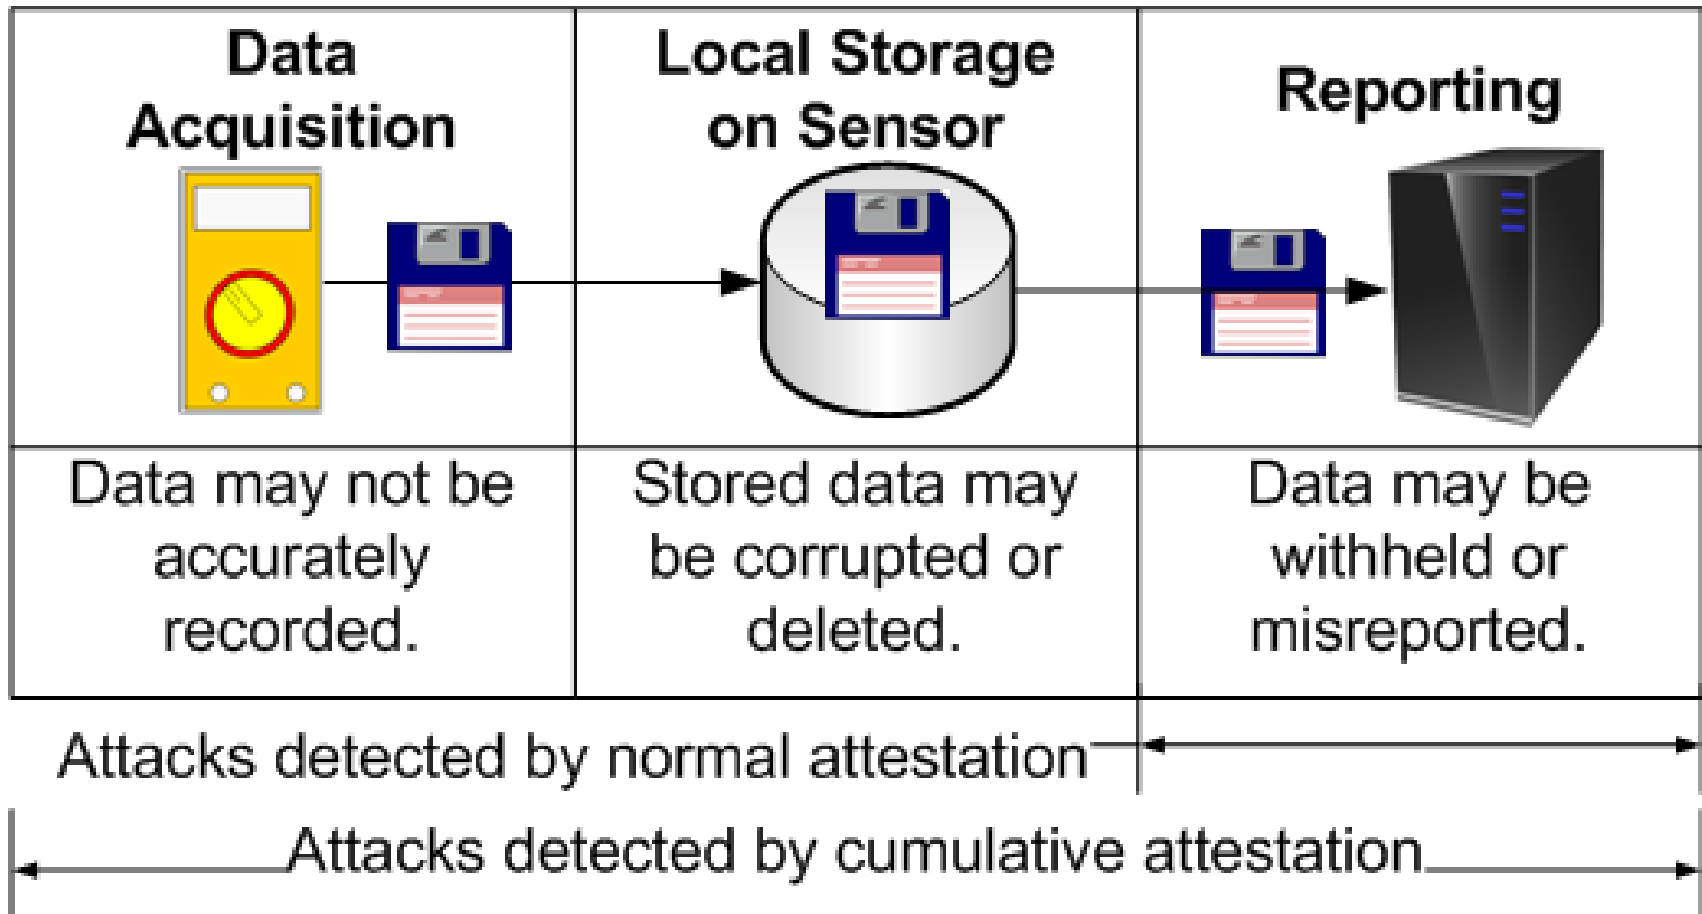 Data
Acquisition
Local Storage
on Sensor
Reporting
Data may not be
accurately
recorded.
Stored data may
be corrupted or
deleted.
Data may be
withheld or
misreported.
Attacks detected by normal attestation
Attacks detected by cumulative attestation